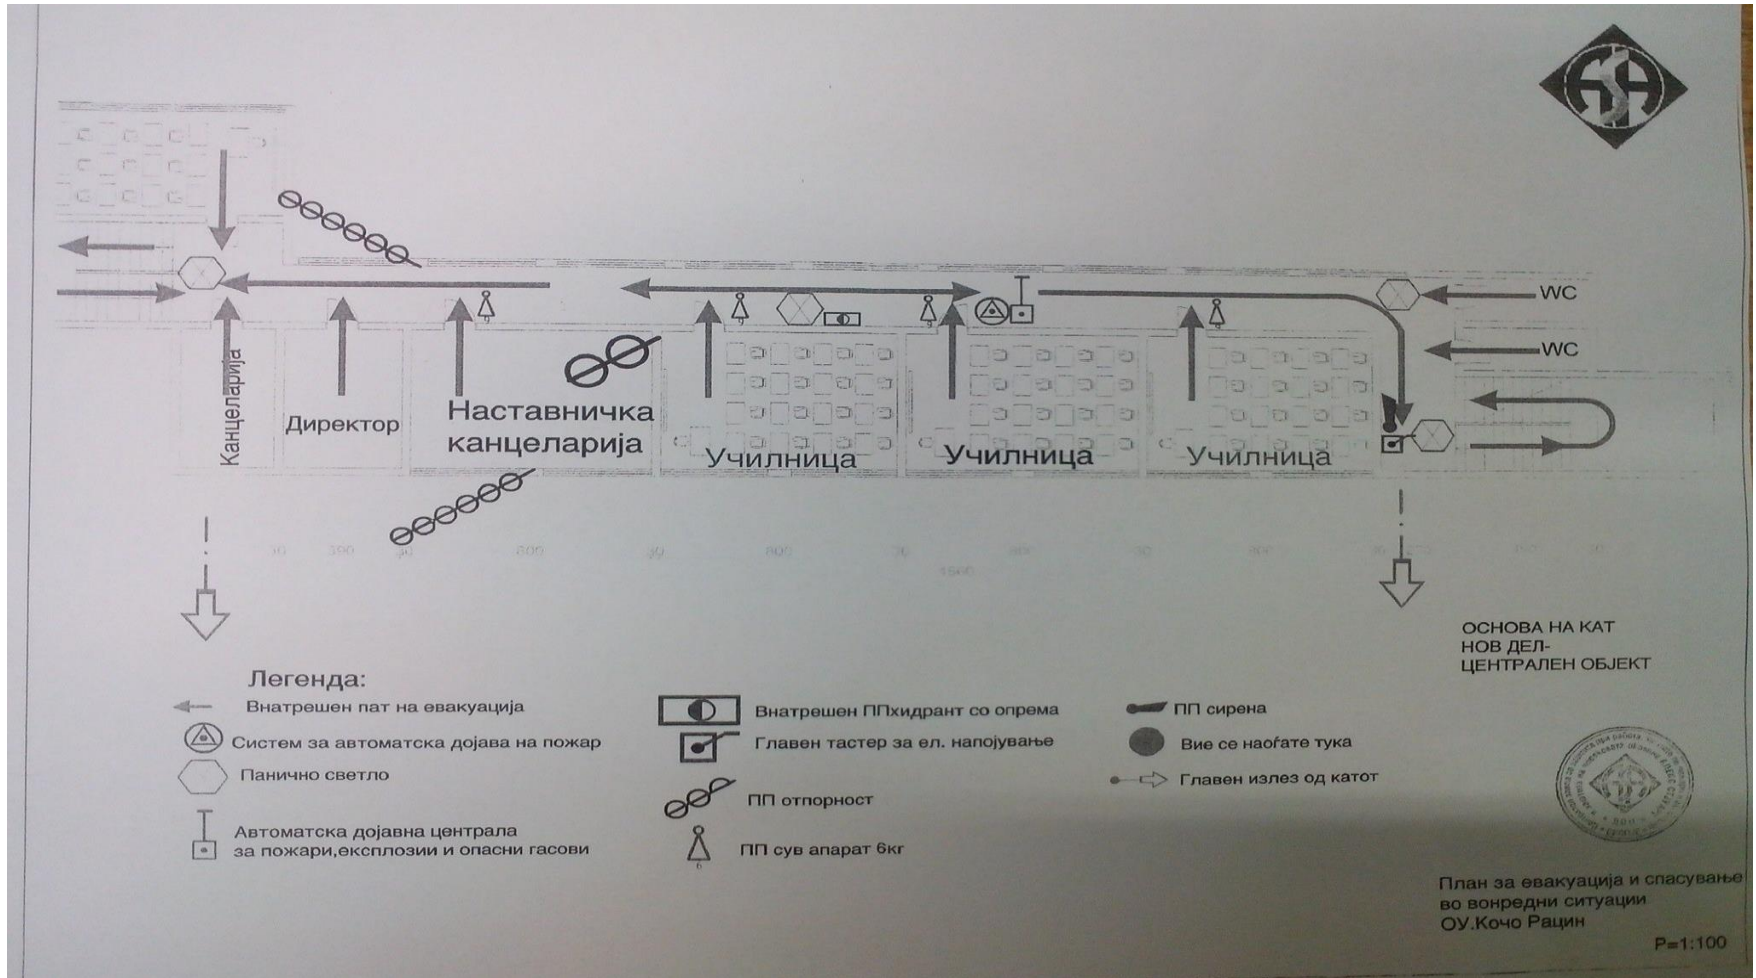 WC
WC
Канцеларија
Директор
Наставничка
канцеларија
Училница
Училница
Училница
ОСНОВА НА КАТ
НОВ ДЕЛ-
ЦЕНТРАЛЕН ОБЈЕКТ
Легенда:
Внатрешен пат на евакуација
Систем за автоматска дојава на пожар
Панично светло
Автоматска дојавна централа
за пожари,експлозии и опасни гасови
Внатрешен ППхидрант со опрема
Главен тастер за ел. напојување
ПП отпорност
ПП сув апарат 6кг
ПП сирена
Вие се наоѓате тука
Главен излез од катот
План за евакуација и спасување
во вонредни ситуации
ОУ.Кочо Рацин
Р=1:100